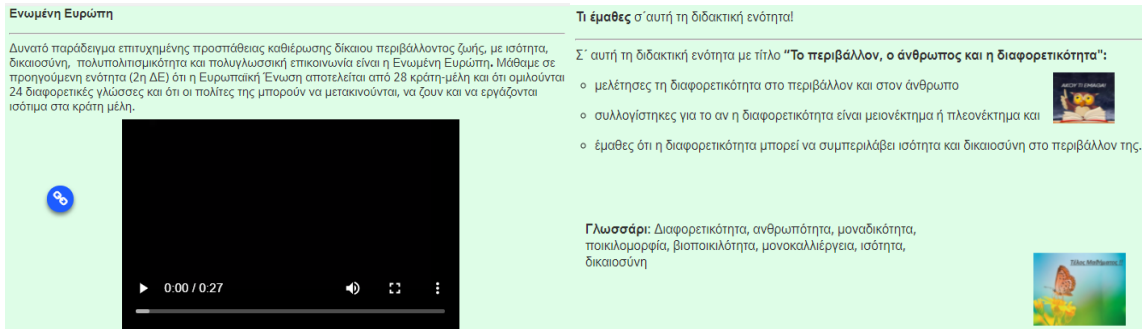 Ενωμένη Ευρώπη
Δυνατό παράδειγμα επιτυχημένης προσπάθειας καθιέρωσης δίκαιου περιβάλλοντος ζωής, με ισότητα,
δικαιοσύνη, πολυπολιτισμικότητα και πολυγλωσσική επικοινωνία είναι η Ενωμένη Ευρώπη. Μάθαμε σε
προηγούμενη ενότητα (2η ΔΕ) ότι η Ευρωπαϊκή Ένωση αποτελείται από 28 κράτη-μέλη και ότι ομιλούνται
24 διαφορετικές γλώσσες και ότι οι πολίτες της μπορούν να μετακινούνται, να ζουν και να εργάζονται
ισότιμα στα κράτη μέλη.
0:00 / 0:27
Τι έμαθες σ΄αυτή τη διδακτική ενότητα!
Σ΄ αυτή τη διδακτική ενότητα με τίτλο “Το περιβάλλον, ο άνθρωπος και η διαφορετικότητα":
μελέτησες τη διαφορετικότητα στο περιβάλλον και στον άνθρωπο
ΑΚΟΥ ΤΙ ΕΜΑΘΑ!
συλλογίστηκες για το αν η διαφορετικότητα είναι μειονέκτημα ή πλεονέκτημα και
έμαθες ότι η διαφορετικότητα μπορεί να συμπεριλάβει ισότητα και δικαιοσύνη στο περιβάλλον της.
Γλωσσάρι: Διαφορετικότητα, ανθρωπότητα, μοναδικότητα,
ποικιλομορφία, βιοποικιλότητα, μονοκαλλιέργεια, ισότητα,
δικαιοσύνη
Τέλος Μαθήματος !!